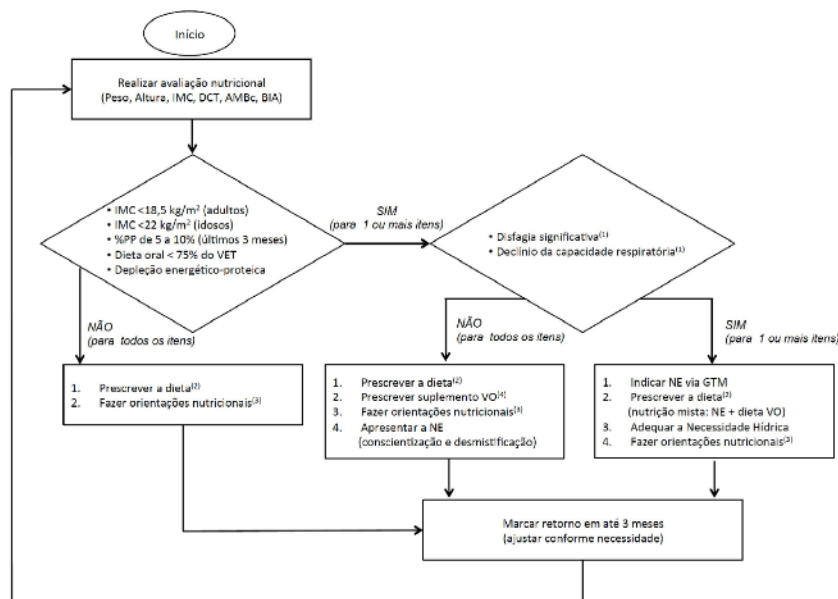 Início
Realizar avaliação nutricional
(Peso, Altura, IMC, DCT, AMBc, BIA)
• IMC <18,5 kg/m² (adultos)
• IMC <22 kg/m² (idosos)
• %PP de 5 a 10% (últimos 3 meses)
• Dieta oral < 75% do VET
• Depleção energético-proteica
SIM
(para 1 ou mais itens)
• Disfagia significativa(1)
• Declínio da capacidade respiratória(1)
NÃO
(para todos os itens)
NÃO
(para todos os itens)
SIM
(para 1 ou mais itens)
1. Prescrever a dieta(2)
2. Fazer orientações nutricionais(3)
1. Prescrever a dieta(2)
2. Prescrever suplemento VO(4)
3. Fazer orientações nutricionais(3)
4. Apresentar a NE
(conscientização e desmistificação)
1. Indicar NE via GTM
2. Prescrever a dieta(2)
(nutrição mista: NE + dieta VO)
3. Adequar a Necessidade Hídrica
4. Fazer orientações nutricionais(3)
Marcar retorno em até 3 meses
(ajustar conforme necessidade)